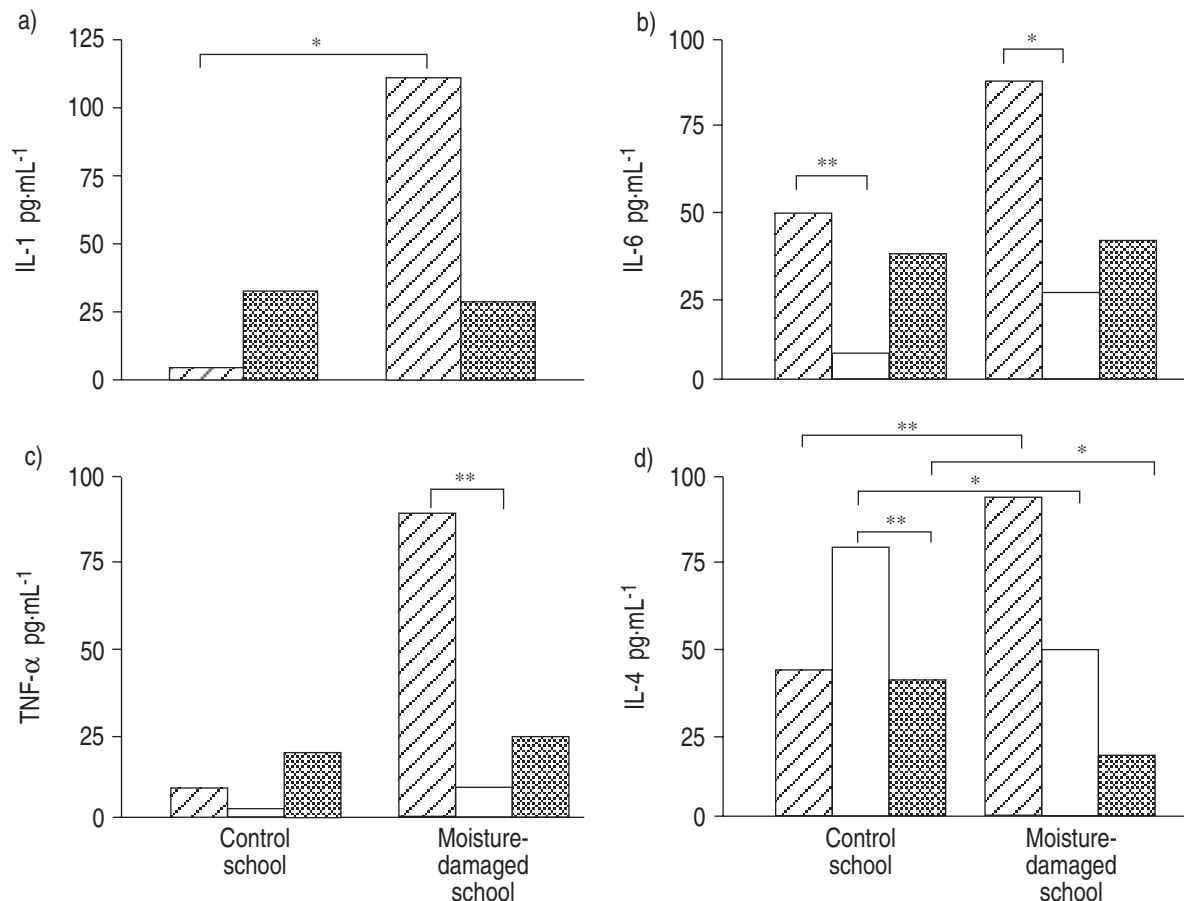 a)
125
100
75
50
25
0
IL-1 pg·mL-1
*
b)
100
75
50
25
0
IL-6 pg·mL-1
**
*
c)
100
75
50
25
0
TNF-α pg·mL-1
**
Control
school
Moisture-
damaged
school
d)
100
75
50
25
0
IL-4 pg·mL-1
**
*
*
**
Control
school
Moisture-
damaged
school